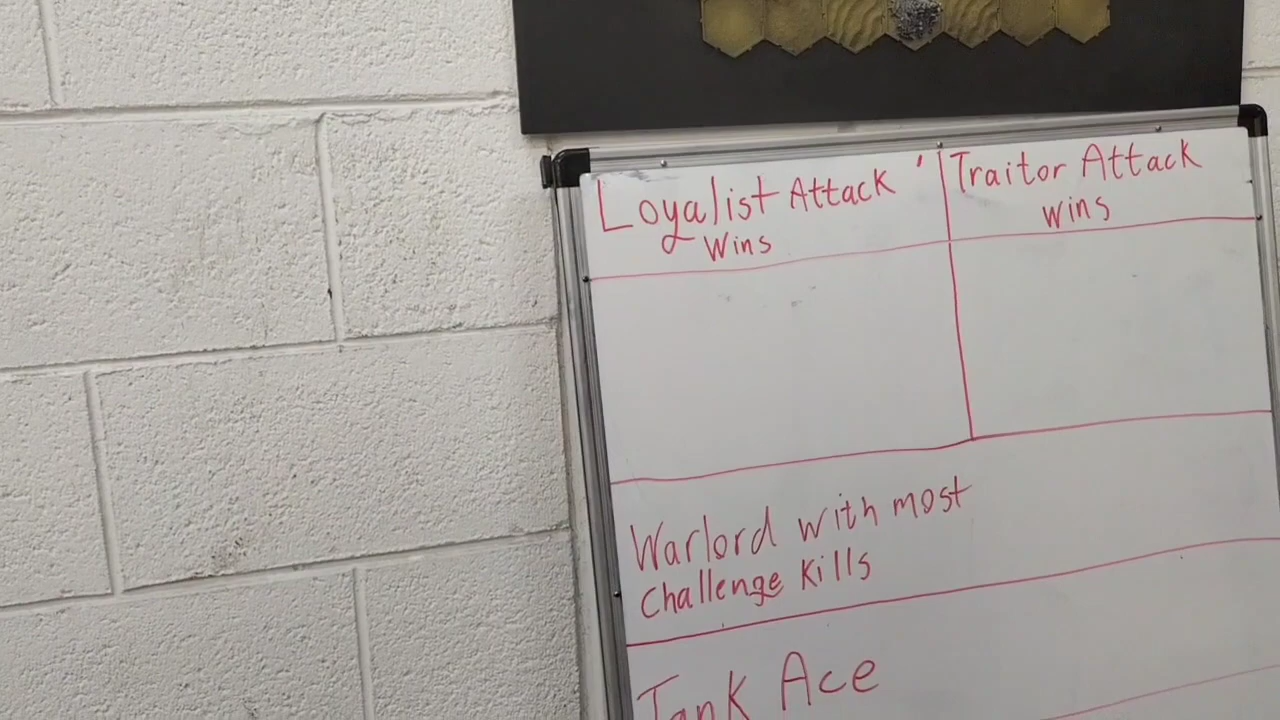 Loyalist Attack
Wins
Traitor Attack
wins
Warlord with most
Challenge Kills
Tank Ace